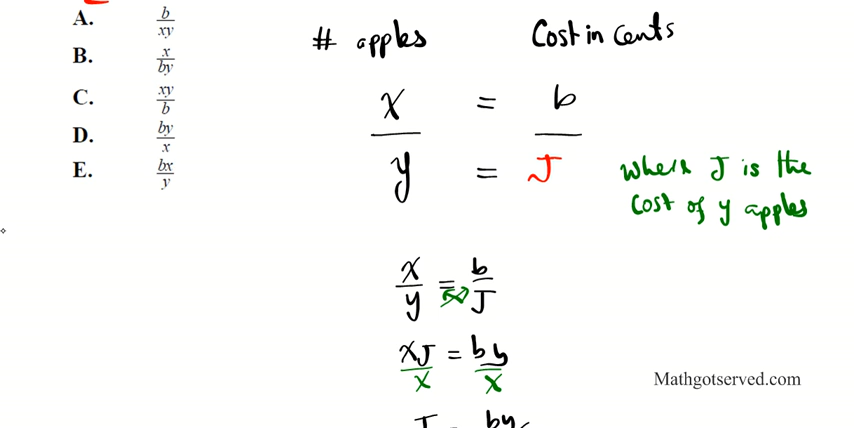 A. b/xy
B. x/by
C. xy/b
D. by/x
E. bx/y
# apples Cost in cents
x = b
y = J
where J is the
cost of y apples
x/y = b/J
xJ/x = by/x
Mathgotserved.com